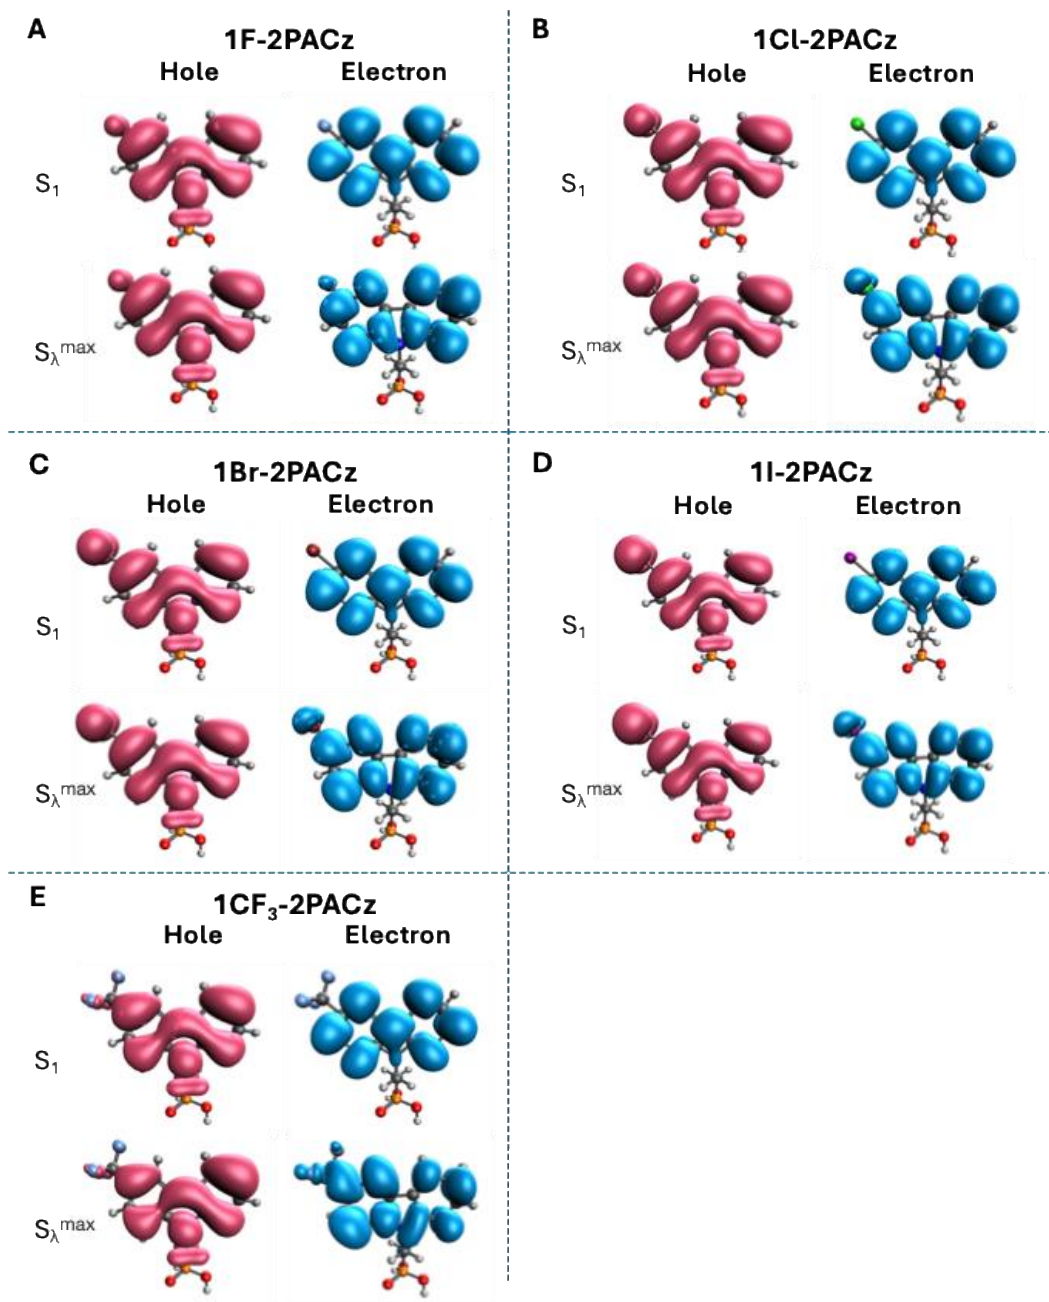 A
1F-2PACz
Hole Electron
S₁
Sλᵐᵃˣ
B
1Cl-2PACz
Hole Electron
S₁
Sλᵐᵃˣ
C
1Br-2PACz
Hole Electron
S₁
Sλᵐᵃˣ
D
1I-2PACz
Hole Electron
S₁
Sλᵐᵃˣ
E
1CF₃-2PACz
Hole Electron
S₁
Sλᵐᵃˣ